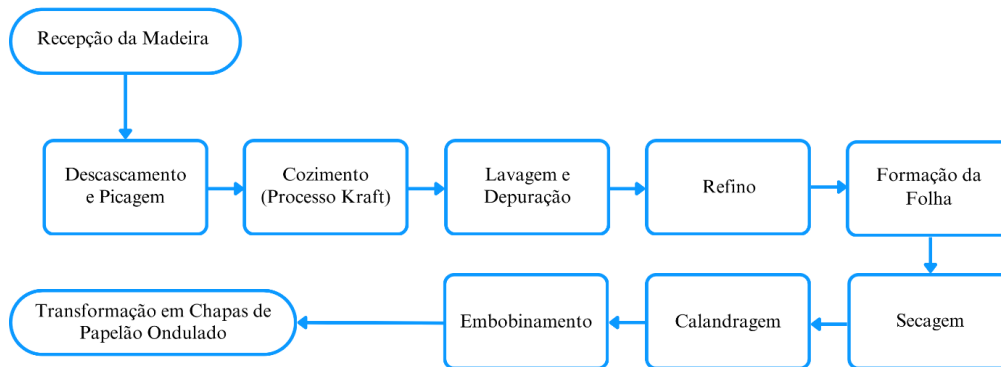 Recepção da Madeira
Descascamento
e Picagem
Cozimento
(Processo Kraft)
Lavagem e
Depuração
Refino
Formação da
Folha
Secagem
Calandragem
Embobinamento
Transformação em Chapas de
Papelão Ondulado